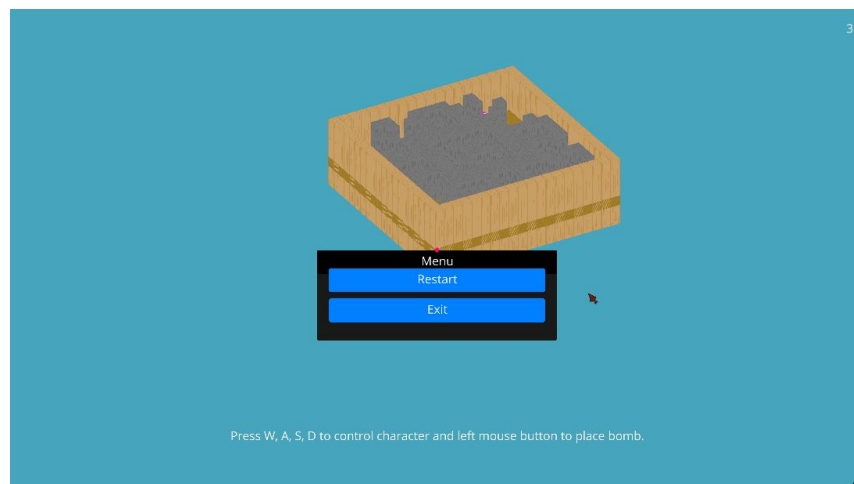 3
Menu
Restart
Exit
Press W, A, S, D to control character and left mouse button to place bomb.